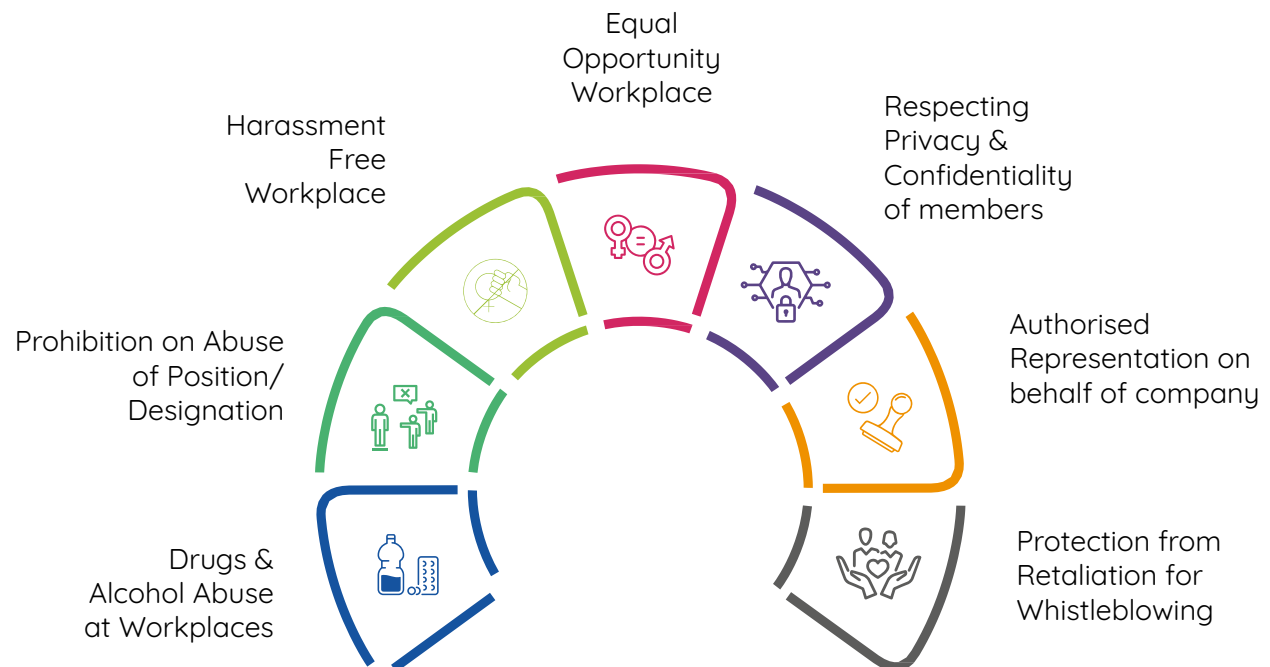 Equal
Opportunity
Workplace
Harassment
Free
Workplace
Respecting
Privacy &
Confidentiality
of members
Prohibition on Abuse
of Position/
Designation
Authorised
Representation on
behalf of company
Drugs &
Alcohol Abuse
at Workplaces
Protection from
Retaliation for
Whistleblowing